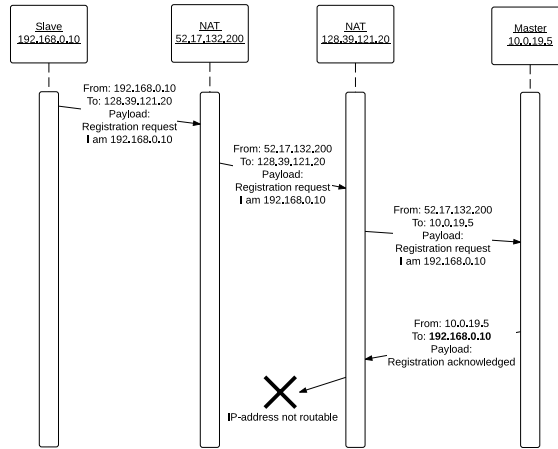 Slave
192.168.0.10
NAT
52.17.132.200
NAT
128.39.121.20
Master
10.0.19.5
From: 192.168.0.10
To: 128.39.121.20
Payload:
Registration request
I am 192.168.0.10
From: 52.17.132.200
To: 128.39.121.20
Payload:
Registration request
I am 192.168.0.10
From: 52.17.132.200
To: 10.0.19.5
Payload:
Registration request
I am 192.168.0.10
From: 10.0.19.5
To: 192.168.0.10
Payload:
Registration acknowledged
IP-address not routable